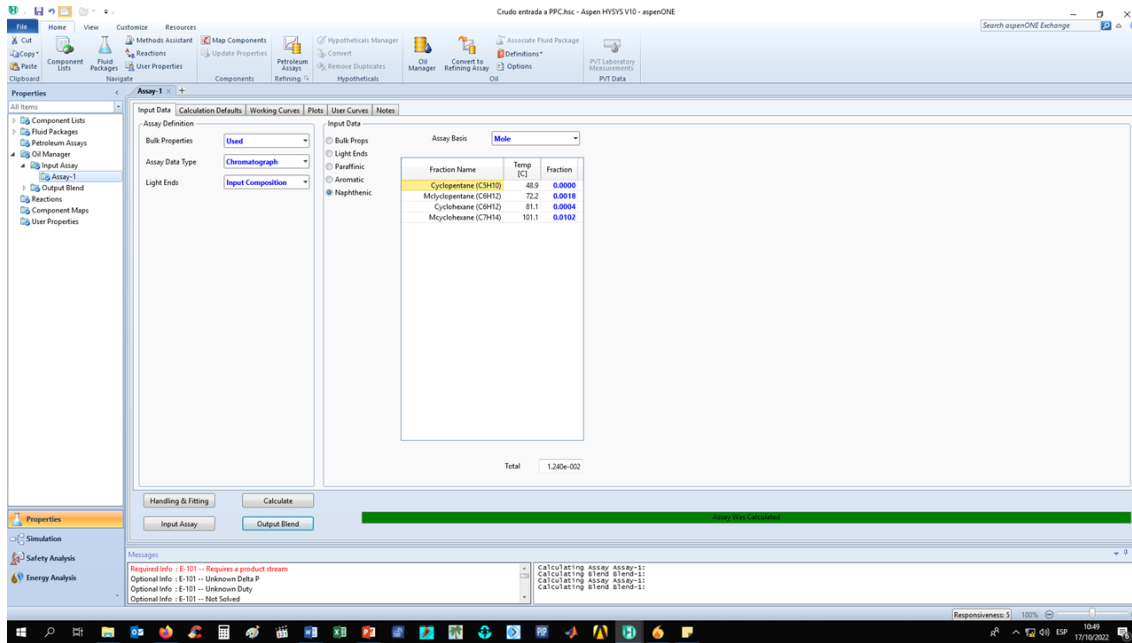 Crudo entrada a PPC.hsc - Aspen HYSYS V10 - aspenONE
File Home View Customize Resources
Search aspenONE Exchange
Cut
Copy
Paste
Clipboard
Component Lists
Fluid Packages
Methods Assistant
Reactions
User Properties
Navigate
Map Components
Update Properties
Components
Petroleum Assays
Refining
Hypotheticals Manager
Convert
Remove Duplicates
Hypotheticals
Oil Manager
Convert to Refining Assay
Associate Fluid Package
Definitions
Options
Oil
PVT Laboratory Measurements
PVT Data
Properties
All Items
Component Lists
Fluid Packages
Petroleum Assays
Oil Manager
Input Assay
Assay-1
Output Blend
Reactions
Component Maps
User Properties
Properties
Simulation
Safety Analysis
Energy Analysis
Assay-1 +
Input Data Calculation Defaults Working Curves Plots User Curves Notes
Assay Definition
Bulk Properties Used
Assay Data Type Chromatograph
Light Ends Input Composition
Input Data
Bulk Props
Light Ends
Paraffinic
Aromatic
Naphthenic
Assay Basis Mole
Fraction Name Temp [C] Fraction
Cyclopentane (C5H10) 48.9 0.0000
Mclyclopentane (C6H12) 72.2 0.0018
Cyclohexane (C6H12) 81.1 0.0004
Mcyclohexane (C7H14) 101.1 0.0102
Total 1.240e-002
Handling & Fitting Calculate
Input Assay Output Blend
Assay Was Calculated
Messages
Required Info : E-101 -- Requires a product stream
Optional Info : E-101 -- Unknown Delta P
Optional Info : E-101 -- Unknown Duty
Optional Info : E-101 -- Not Solved
Calculating Assay Assay-1:
Calculating Blend Blend-1:
Calculating Assay Assay-1:
Calculating Blend Blend-1:
Responsiveness: 5 100%
ESP
10:49
17/10/2022